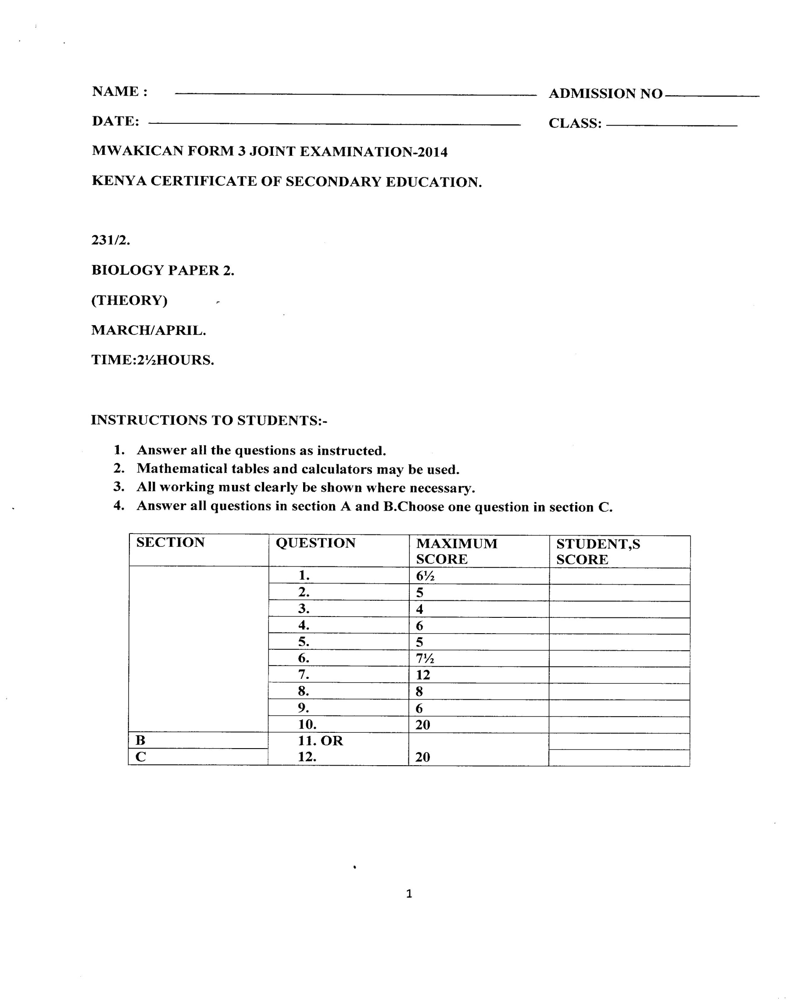 NAME : ADMISSION NO
DATE: CLASS:
MWAKICAN FORM 3 JOINT EXAMINATION-2014
KENYA CERTIFICATE OF SECONDARY EDUCATION.
231/2.
BIOLOGY PAPER 2.
(THEORY)
MARCH/APRIL.
TIME:2½HOURS.
INSTRUCTIONS TO STUDENTS:-
1. Answer all the questions as instructed.
2. Mathematical tables and calculators may be used.
3. All working must clearly be shown where necessary.
4. Answer all questions in section A and B.Choose one question in section C.
SECTION QUESTION MAXIMUM SCORE STUDENT,S SCORE
1. 6½
2. 5
3. 4
4. 6
5. 5
6. 7½
7. 12
8. 8
9. 6
10. 20
B 11. OR
C 12. 20
1